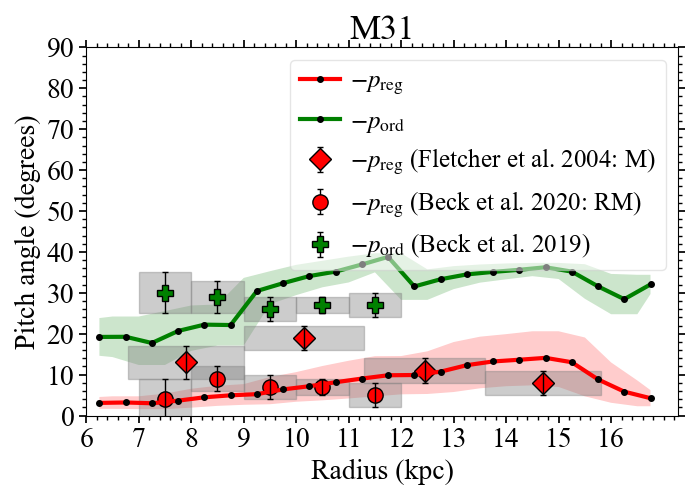 M31
Pitch angle (degrees)
90
80
70
60
50
40
30
20
10
0
−p_reg
−p_ord
−p_reg (Fletcher et al. 2004: M)
−p_reg (Beck et al. 2020: RM)
−p_ord (Beck et al. 2019)
6 7 8 9 10 11 12 13 14 15 16
Radius (kpc)